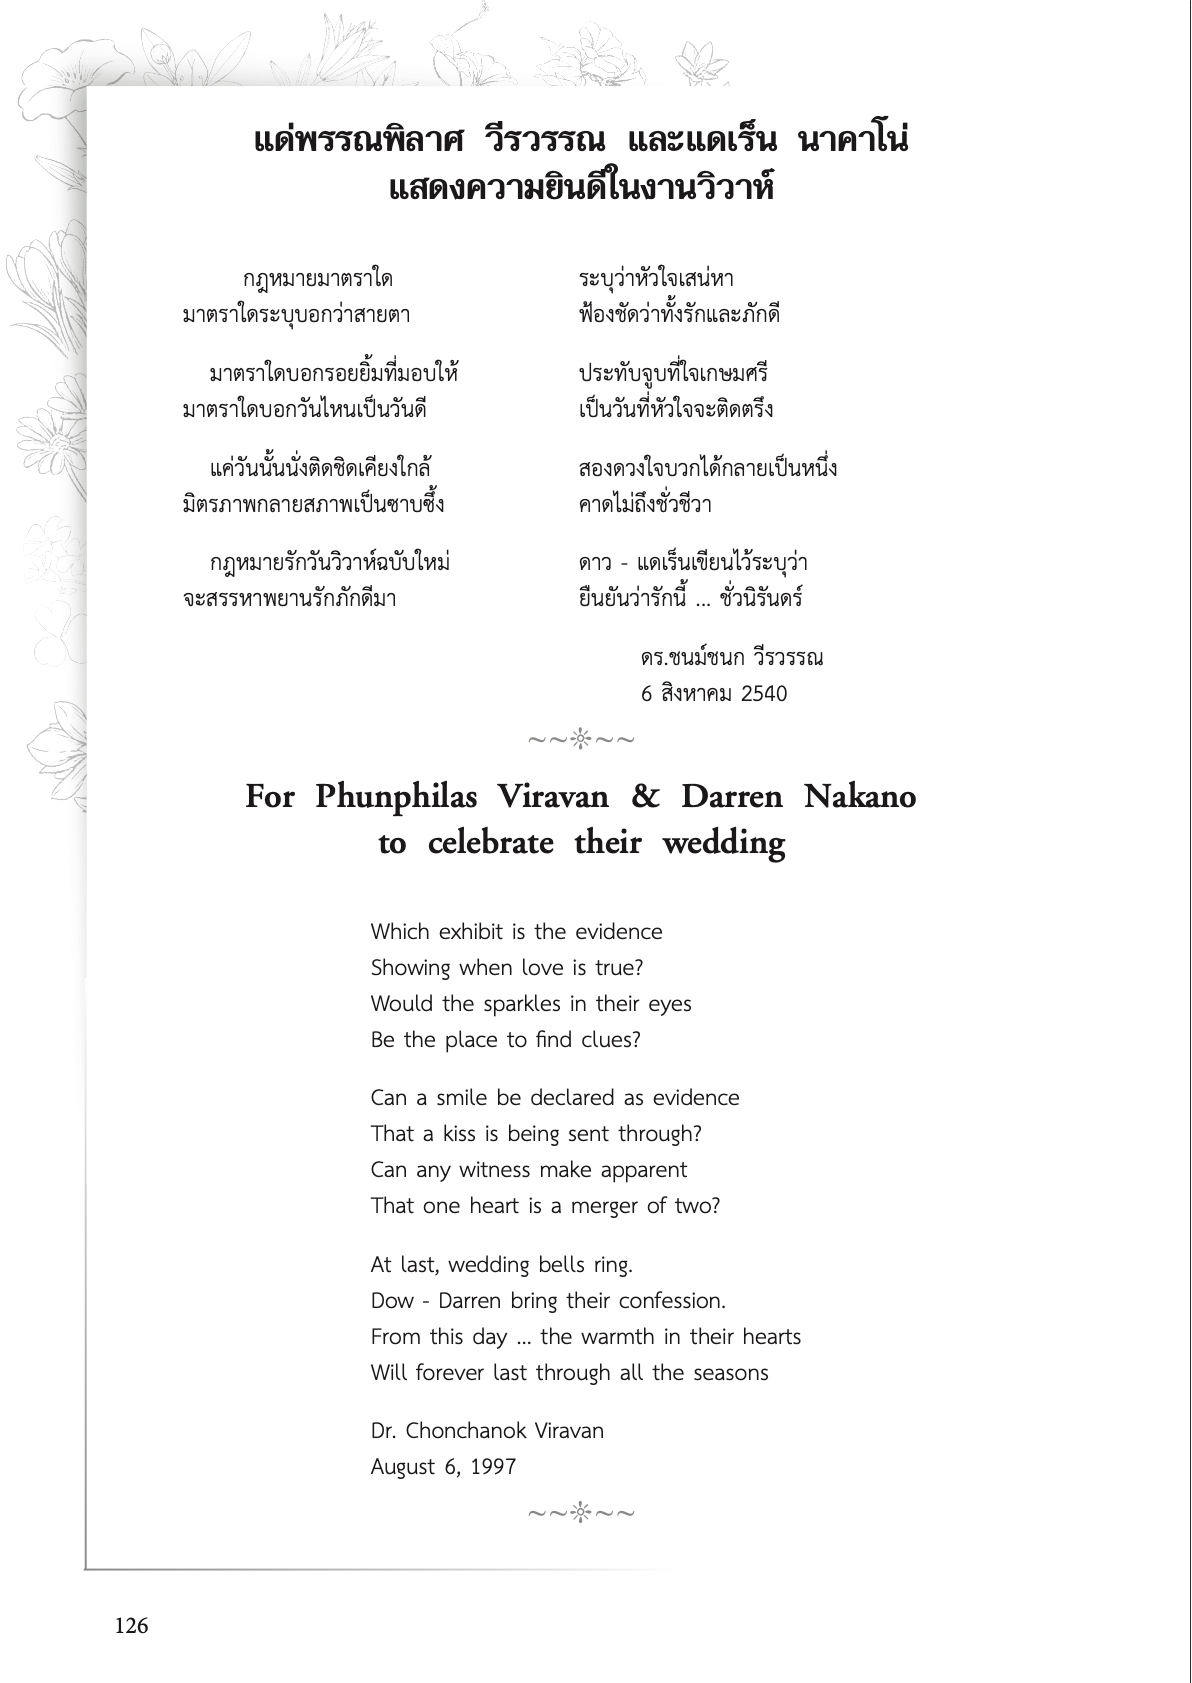 แด่พรรณพิลาศ วีรวรรณ และแดเร็น นาคาโน่
แสดงความยินดีในงานวิวาห์
กฎหมายมาตราใด ระบุว่าหัวใจเสน่หา
มาตราใดระบุบอกว่าสายตา ฟ้องชัดว่าทั้งรักและภักดี
มาตราใดบอกรอยยิ้มที่มอบให้ ประทับจูบที่ใจเกษมศรี
มาตราใดบอกวันไหนเป็นวันดี เป็นวันที่หัวใจจะติดตรึง
แค่วันนั้นนั่งติดชิดเคียงใกล้ สองดวงใจบวกได้กลายเป็นหนึ่ง
มิตรภาพกลายสภาพเป็นซาบซึ้ง คาดไม่ถึงชั่วชีวา
กฎหมายรักวันวิวาห์ฉบับใหม่ ดาว - แดเร็นเขียนไว้ระบุว่า
จะสรรหาพยานรักภักดีมา ยืนยันว่ารักนี้ ... ชั่วนิรันดร์
ดร.ชนม์ชนก วีรวรรณ
6 สิงหาคม 2540
~~❊~~
For Phunphilas Viravan & Darren Nakano
to celebrate their wedding
Which exhibit is the evidence
Showing when love is true?
Would the sparkles in their eyes
Be the place to find clues?
Can a smile be declared as evidence
That a kiss is being sent through?
Can any witness make apparent
That one heart is a merger of two?
At last, wedding bells ring.
Dow - Darren bring their confession.
From this day ... the warmth in their hearts
Will forever last through all the seasons
Dr. Chonchanok Viravan
August 6, 1997
~~❊~~
126